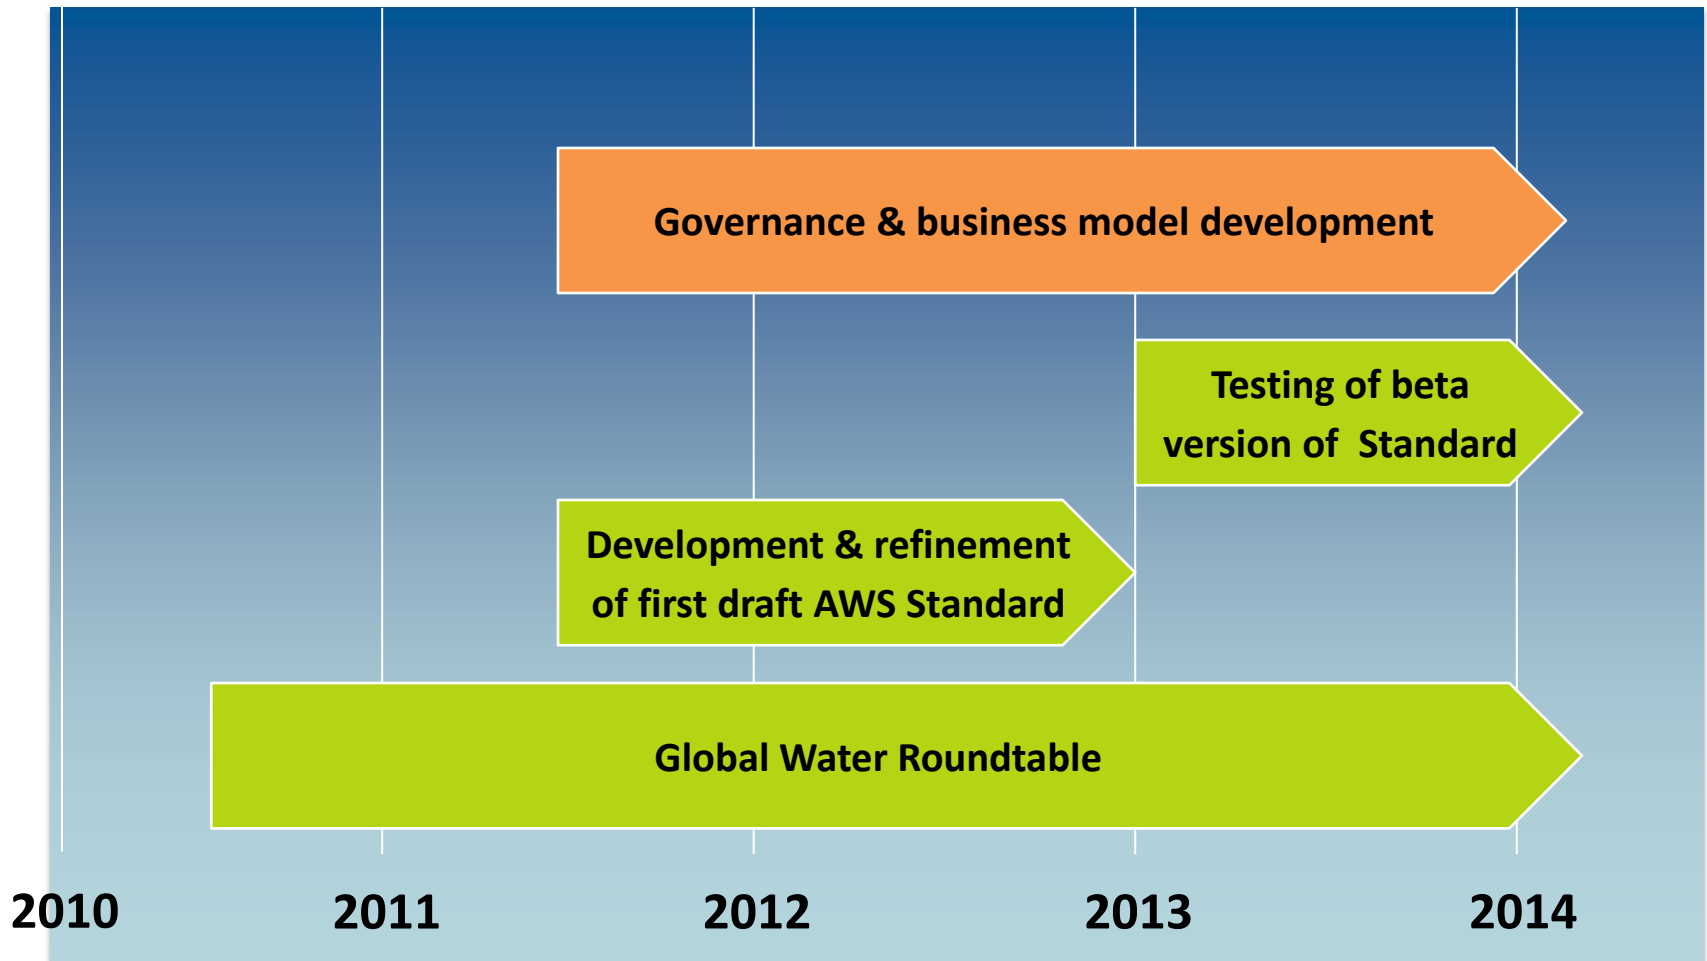 Governance & business model development
Testing of beta
version of  Standard
Development & refinement
of first draft AWS Standard
Global Water Roundtable
2010
2011
2012
2013
2014